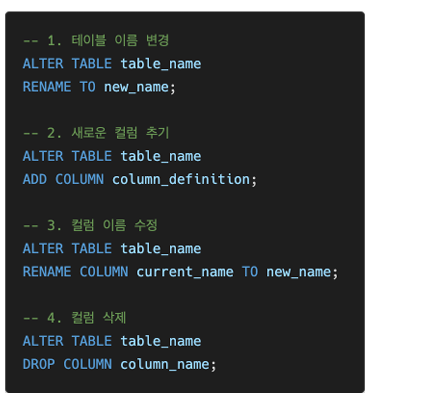 -- 1. 테이블 이름 변경
ALTER TABLE table_name
RENAME TO new_name;
-- 2. 새로운 컬럼 추기
ALTER TABLE table_name
ADD COLUMN column_definition;
-- 3. 컬럼 이름 수정
ALTER TABLE table_name
RENAME COLUMN current_name TO new_name;
-- 4. 컬럼 삭제
ALTER TABLE table_name
DROP COLUMN column_name;